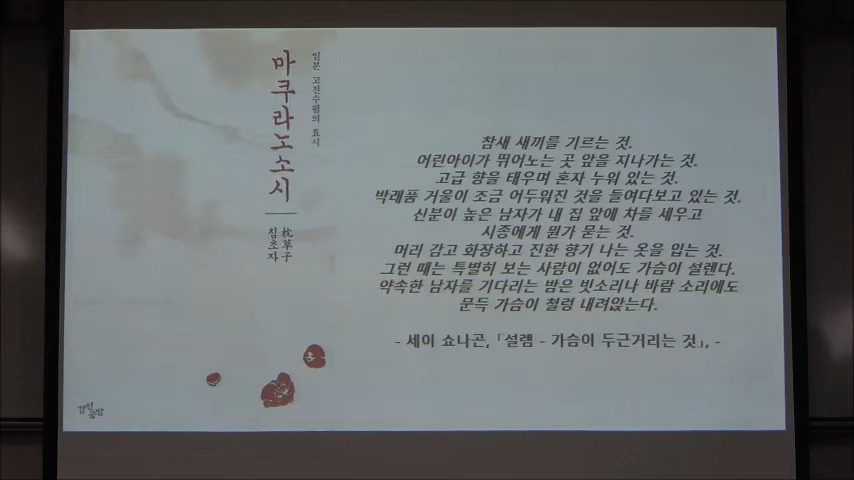 일본 고전수필의 효시
마쿠라노소시
枕草子
침초자
참새 새끼를 기르는 것.
어린아이가 뛰어노는 곳 앞을 지나가는 것.
고급 향을 태우며 혼자 누워 있는 것.
박래품 거울이 조금 어두워진 것을 들여다보고 있는 것.
신분이 높은 남자가 내 집 앞에 차를 세우고
시종에게 뭔가 묻는 것.
머리 감고 화장하고 진한 향기 나는 옷을 입는 것.
그런 때는 특별히 보는 사람이 없어도 가슴이 설렌다.
약속한 남자를 기다리는 밤은 빗소리나 바람 소리에도
문득 가슴이 철렁 내려앉는다.
- 세이 쇼나곤, 「설렘 - 가슴이 두근거리는 것」, -